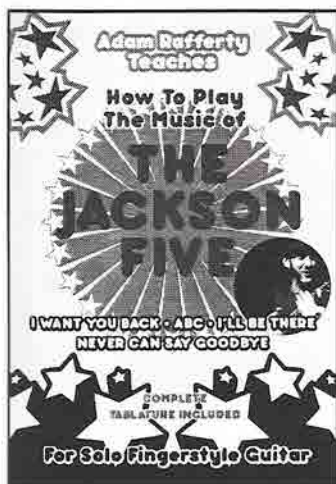 Adam Rafferty
Teaches
How To Play
The Music of
THE
JACKSON
FIVE
I WANT YOU BACK • ABC • I'LL BE THERE
NEVER CAN SAY GOODBYE
COMPLETE
TABLATURE INCLUDED
For Solo Fingerstyle Guitar